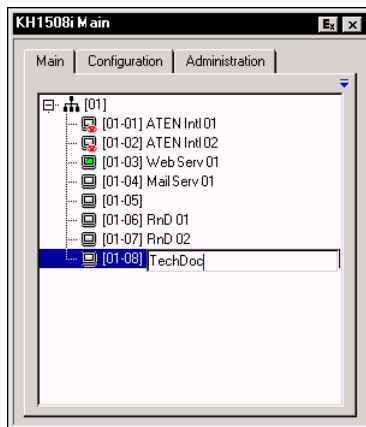 KH1508i Main
Ex
Main Configuration Administration
[01]
[01-01] ATEN Intl 01
[01-02] ATEN Intl 02
[01-03] Web Serv 01
[01-04] Mail Serv 01
[01-05]
[01-06] RnD 01
[01-07] RnD 02
[01-08] TechDoc